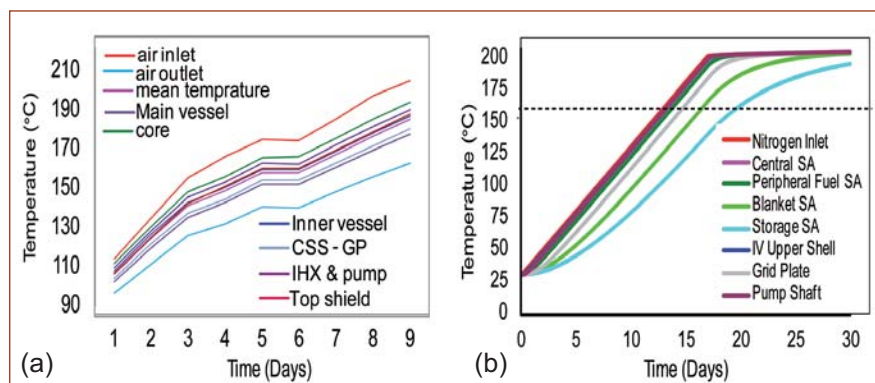 air inlet
air outlet
mean temprature
Main vessel
core
Inner vessel
CSS - GP
IHX & pump
Top shield
Temperature (°C)
210
190
170
150
130
110
90
1 2 3 4 5 6 7 8 9
Time (Days)
(a)
Temperature (°C)
200
175
150
125
100
75
50
25
0
Nitrogen Inlet
Central SA
Peripheral Fuel SA
Blanket SA
Storage SA
IV Upper Shell
Grid Plate
Pump Shaft
0 5 10 15 20 25 30
Time (Days)
(b)